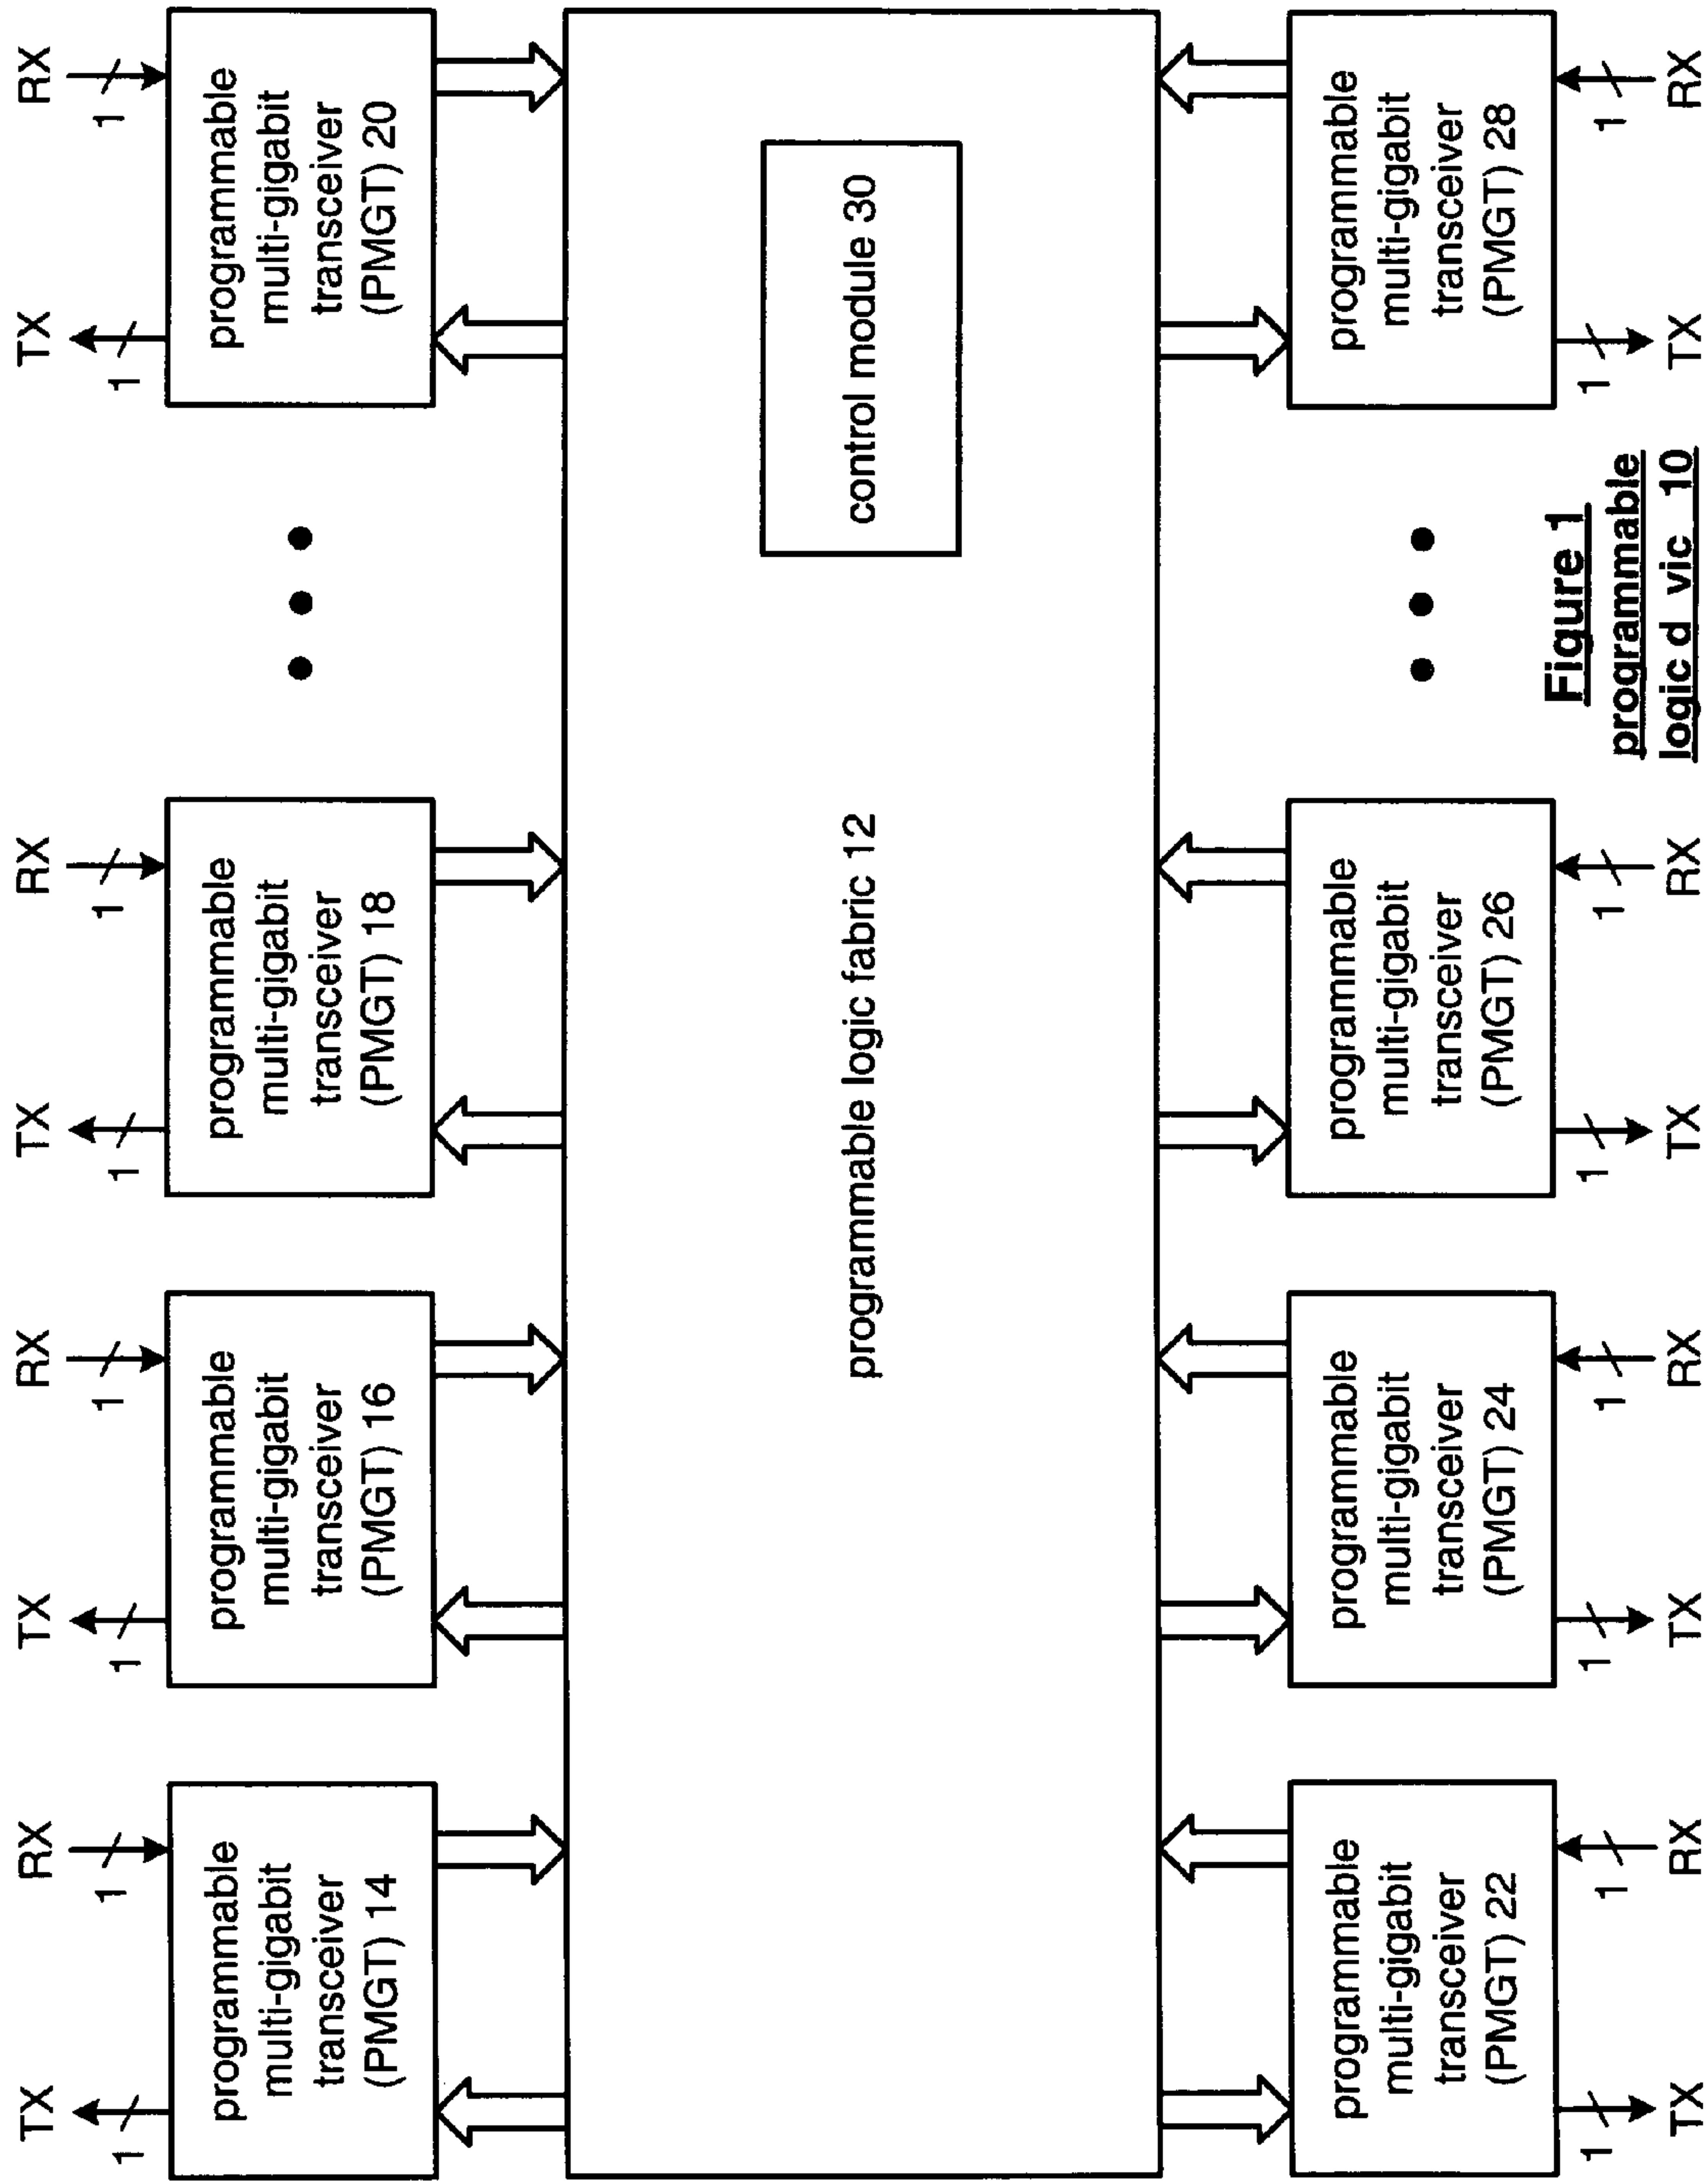 TX
RX
TX
RX
TX
RX
TX
RX
1
1
1
1
1
1
1
1
programmable
multi-gigabit
transceiver
(PMGT) 14
programmable
multi-gigabit
transceiver
(PMGT) 16
programmable
multi-gigabit
transceiver
(PMGT) 18
programmable
multi-gigabit
transceiver
(PMGT) 20
programmable logic fabric 12
control module 30
programmable
multi-gigabit
transceiver
(PMGT) 22
programmable
multi-gigabit
transceiver
(PMGT) 24
programmable
multi-gigabit
transceiver
(PMGT) 26
programmable
multi-gigabit
transceiver
(PMGT) 28
1
1
1
1
1
1
1
1
TX
RX
TX
RX
TX
RX
TX
RX
Figure 1
programmable
logic d vic 10